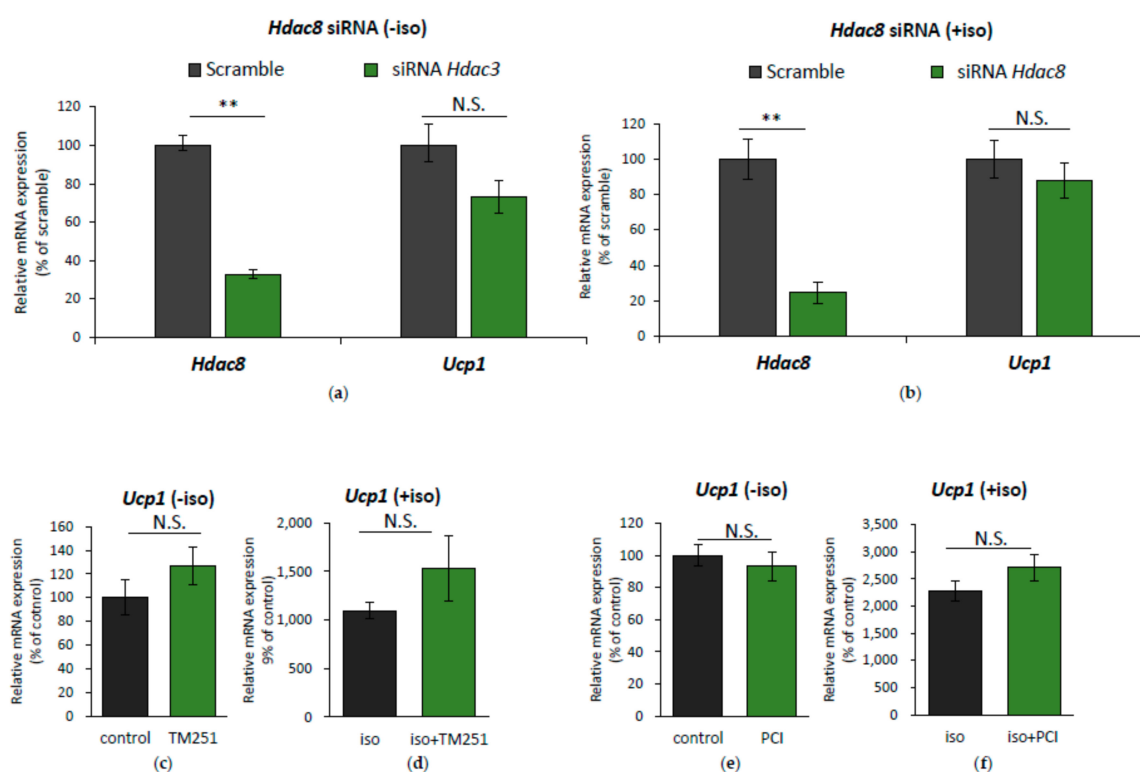 Hdac8 siRNA (-iso)
Scramble siRNA Hdac3
Relative mRNA expression
(% of scramble)
120
100
80
60
40
20
0
**
N.S.
Hdac8 Ucp1
(a)
Hdac8 siRNA (+iso)
Scramble siRNA Hdac8
Relative mRNA expression
(% of scramble)
120
100
80
60
40
20
0
**
N.S.
Hdac8 Ucp1
(b)
Ucp1 (-iso)
Relative mRNA expression
(% of cotnrol)
160
140
120
100
80
60
40
20
0
N.S.
control TM251
(c)
Ucp1 (+iso)
Relative mRNA expression
9% of control)
2,000
1,500
1,000
500
0
N.S.
iso iso+TM251
(d)
Ucp1 (-iso)
Relative mRNA expression
(% of control)
120
100
80
60
40
20
0
N.S.
control PCI
(e)
Ucp1 (+iso)
Relative mRNA expression
(% of control)
3,500
3,000
2,500
2,000
1,500
1,000
500
0
N.S.
iso iso+PCI
(f)